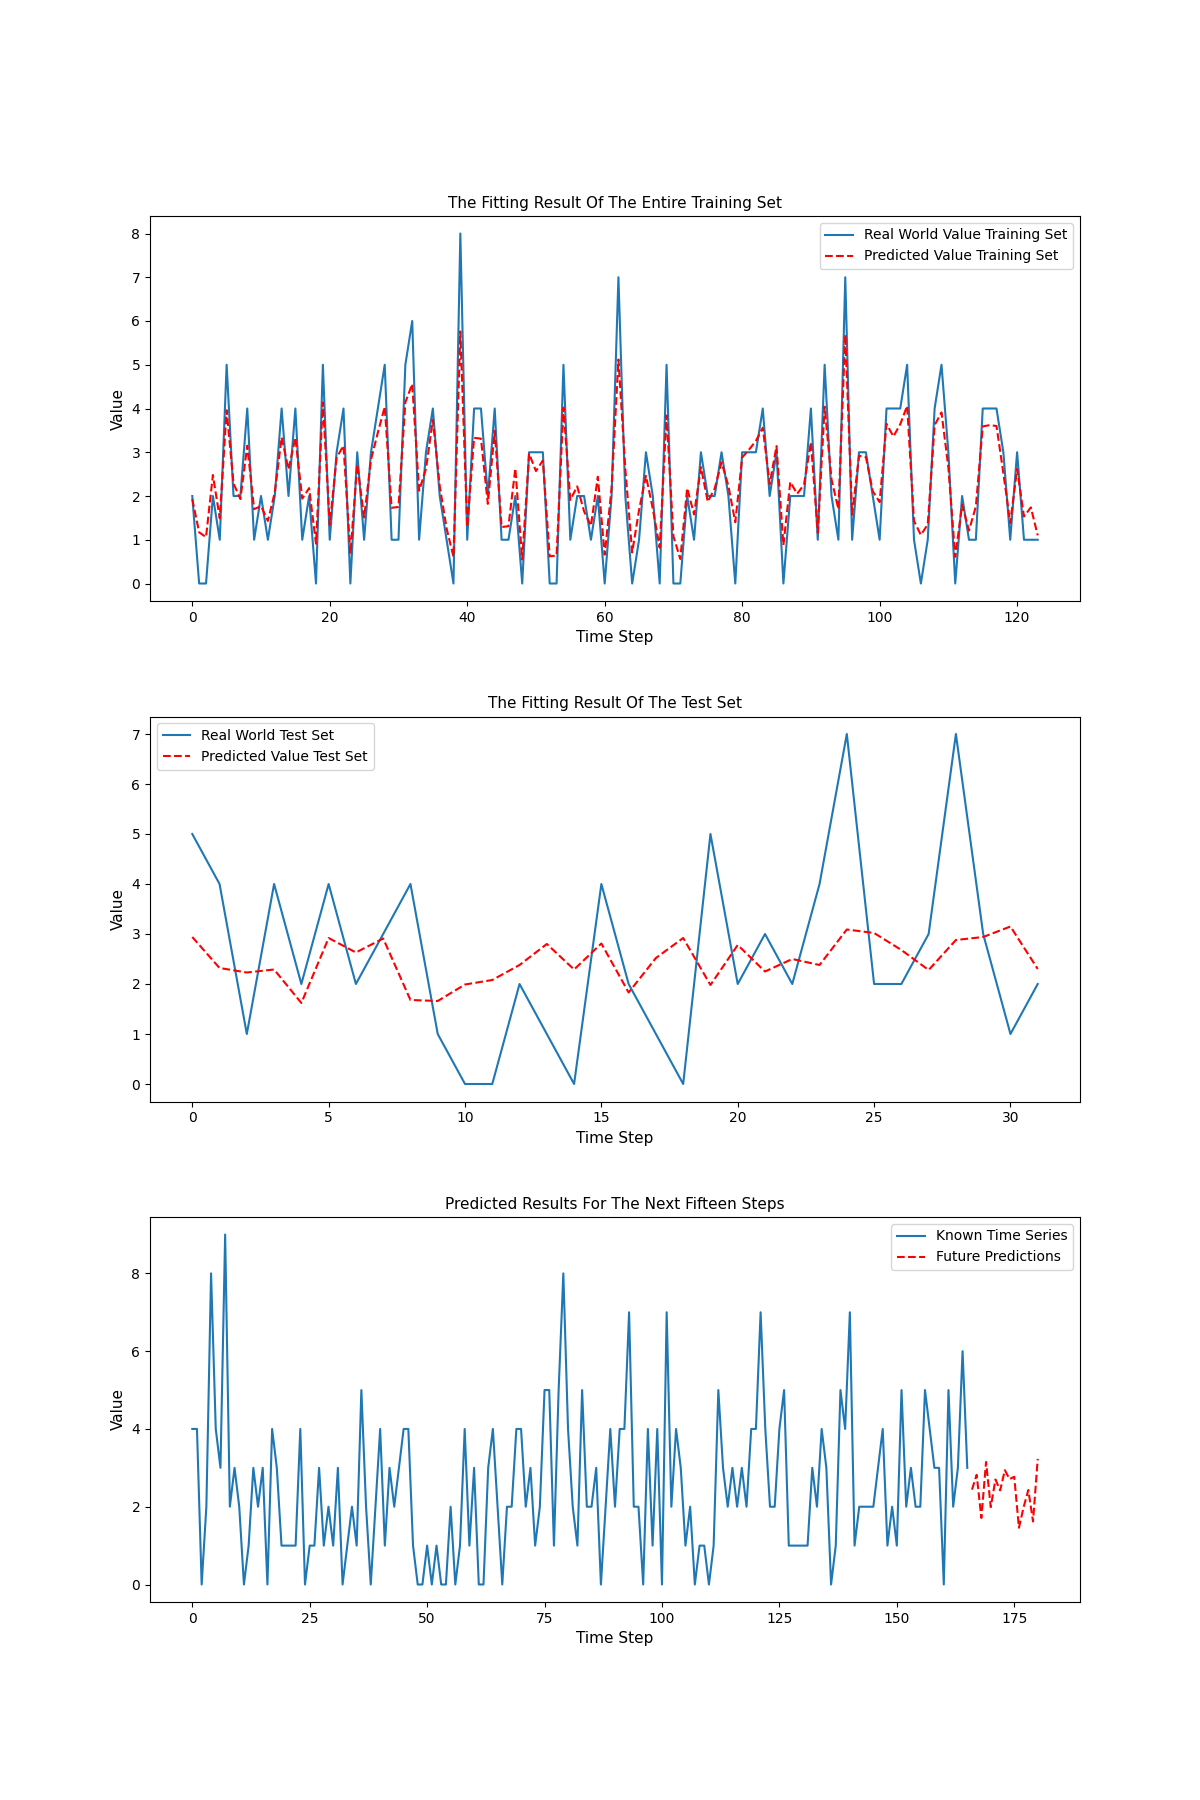 The Fitting Result Of The Entire Training Set
Real World Value Training Set
Predicted Value Training Set
Value
8
7
6
5
4
3
2
1
0
0 20 40 60 80 100 120
Time Step
The Fitting Result Of The Test Set
Real World Test Set
Predicted Value Test Set
Value
7
6
5
4
3
2
1
0
0 5 10 15 20 25 30
Time Step
Predicted Results For The Next Fifteen Steps
Known Time Series
Future Predictions
Value
8
6
4
2
0
0 25 50 75 100 125 150 175
Time Step